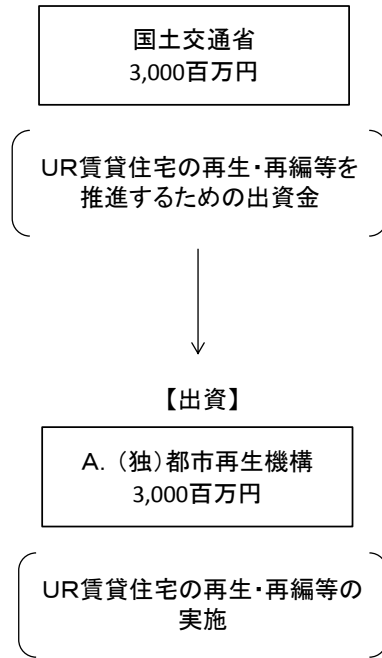 国土交通省
3,000百万円
UR賃貸住宅の再生・再編等を
推進するための出資金
【出資】
A.（独）都市再生機構
3,000百万円
UR賃貸住宅の再生・再編等の
実施